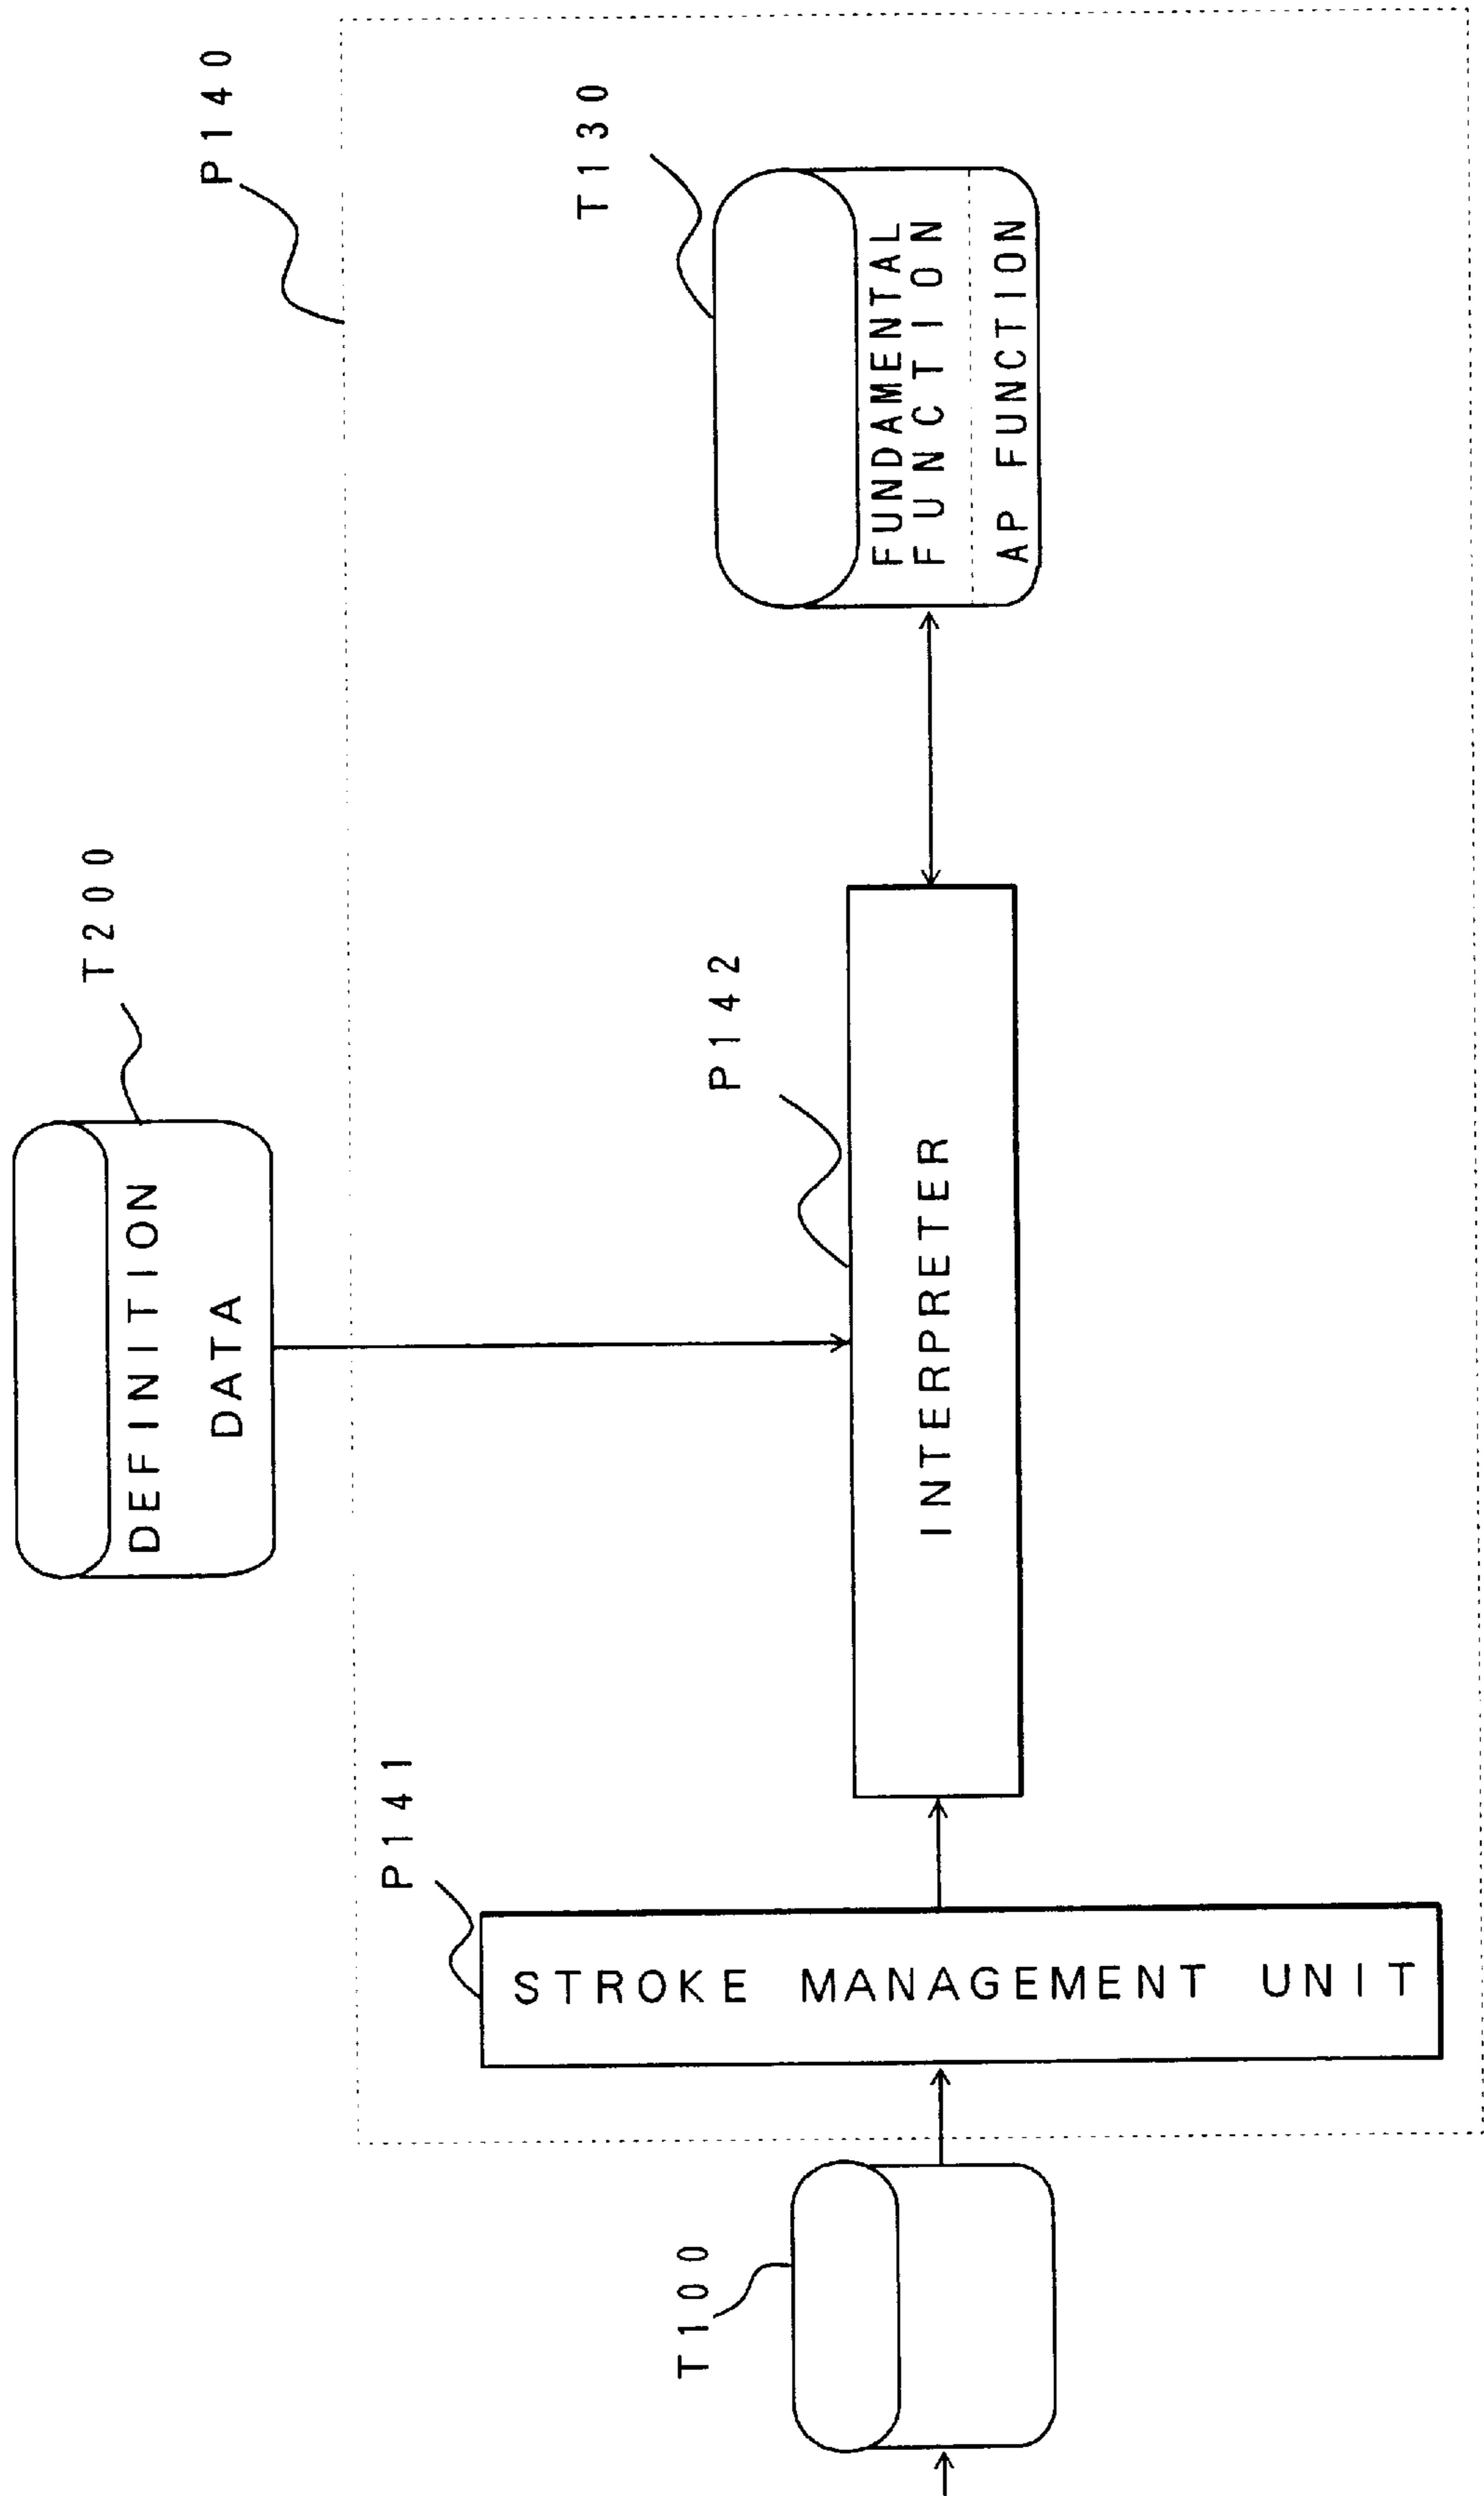 P140
T200
DEFINITION
DATA
T130
FUNDAMENTAL
FUNCTION
AP FUNCTION
P142
INTERPRETER
P141
STROKE MANAGEMENT UNIT
T100